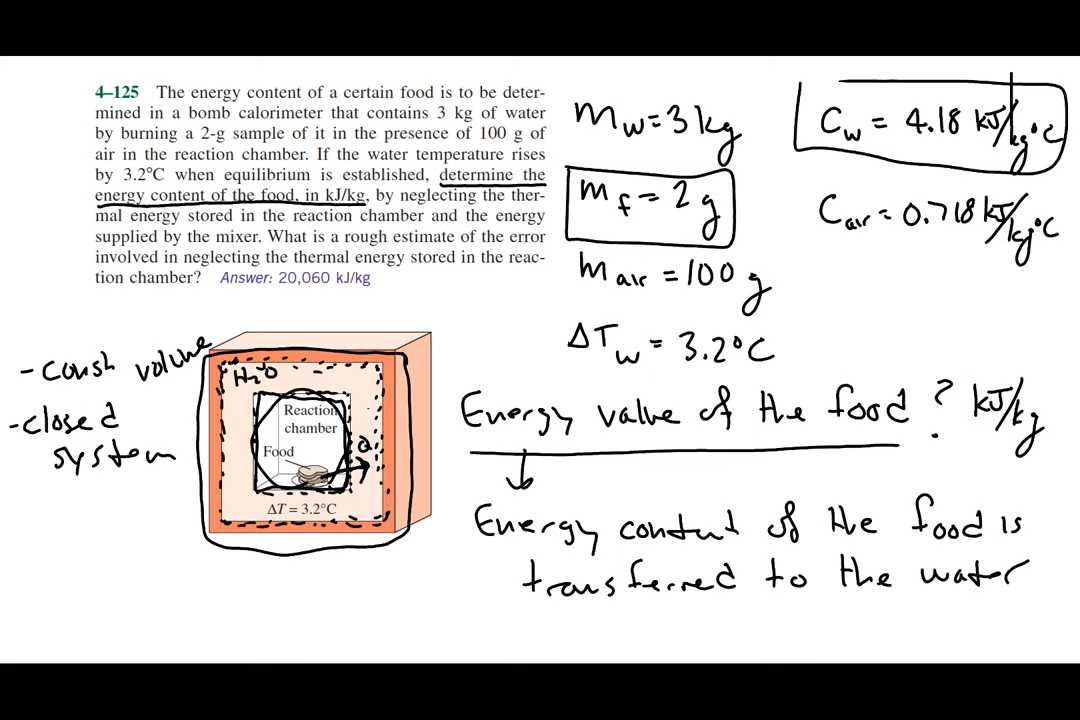 4–125 The energy content of a certain food is to be deter-
mined in a bomb calorimeter that contains 3 kg of water
by burning a 2-g sample of it in the presence of 100 g of
air in the reaction chamber. If the water temperature rises
by 3.2°C when equilibrium is established, determine the
energy content of the food, in kJ/kg, by neglecting the ther-
mal energy stored in the reaction chamber and the energy
supplied by the mixer. What is a rough estimate of the error
involved in neglecting the thermal energy stored in the reac-
tion chamber? Answer: 20,060 kJ/kg
mw = 3 kg
mf = 2 g
mair = 100 g
ΔTw = 3.2°C
Cw = 4.18 kJ/kg°C
Cair = 0.718 kJ/kg°C
- const volume
- closed
system
H2O
Reaction
chamber
Food
Q
ΔT = 3.2°C
Energy value of the food? kJ/kg
Energy content of the food is
transferred to the water